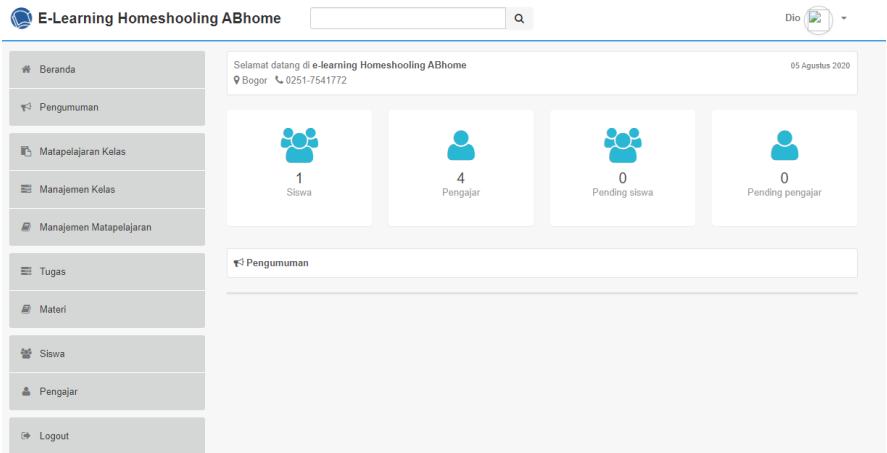 E-Learning Homeshooling ABhome
Dio
Beranda
Pengumuman
Matapelajaran Kelas
Manajemen Kelas
Manajemen Matapelajaran
Tugas
Materi
Siswa
Pengajar
Logout
Selamat datang di e-learning Homeshooling ABhome
05 Agustus 2020
Bogor 0251-7541772
1
Siswa
4
Pengajar
0
Pending siswa
0
Pending pengajar
Pengumuman